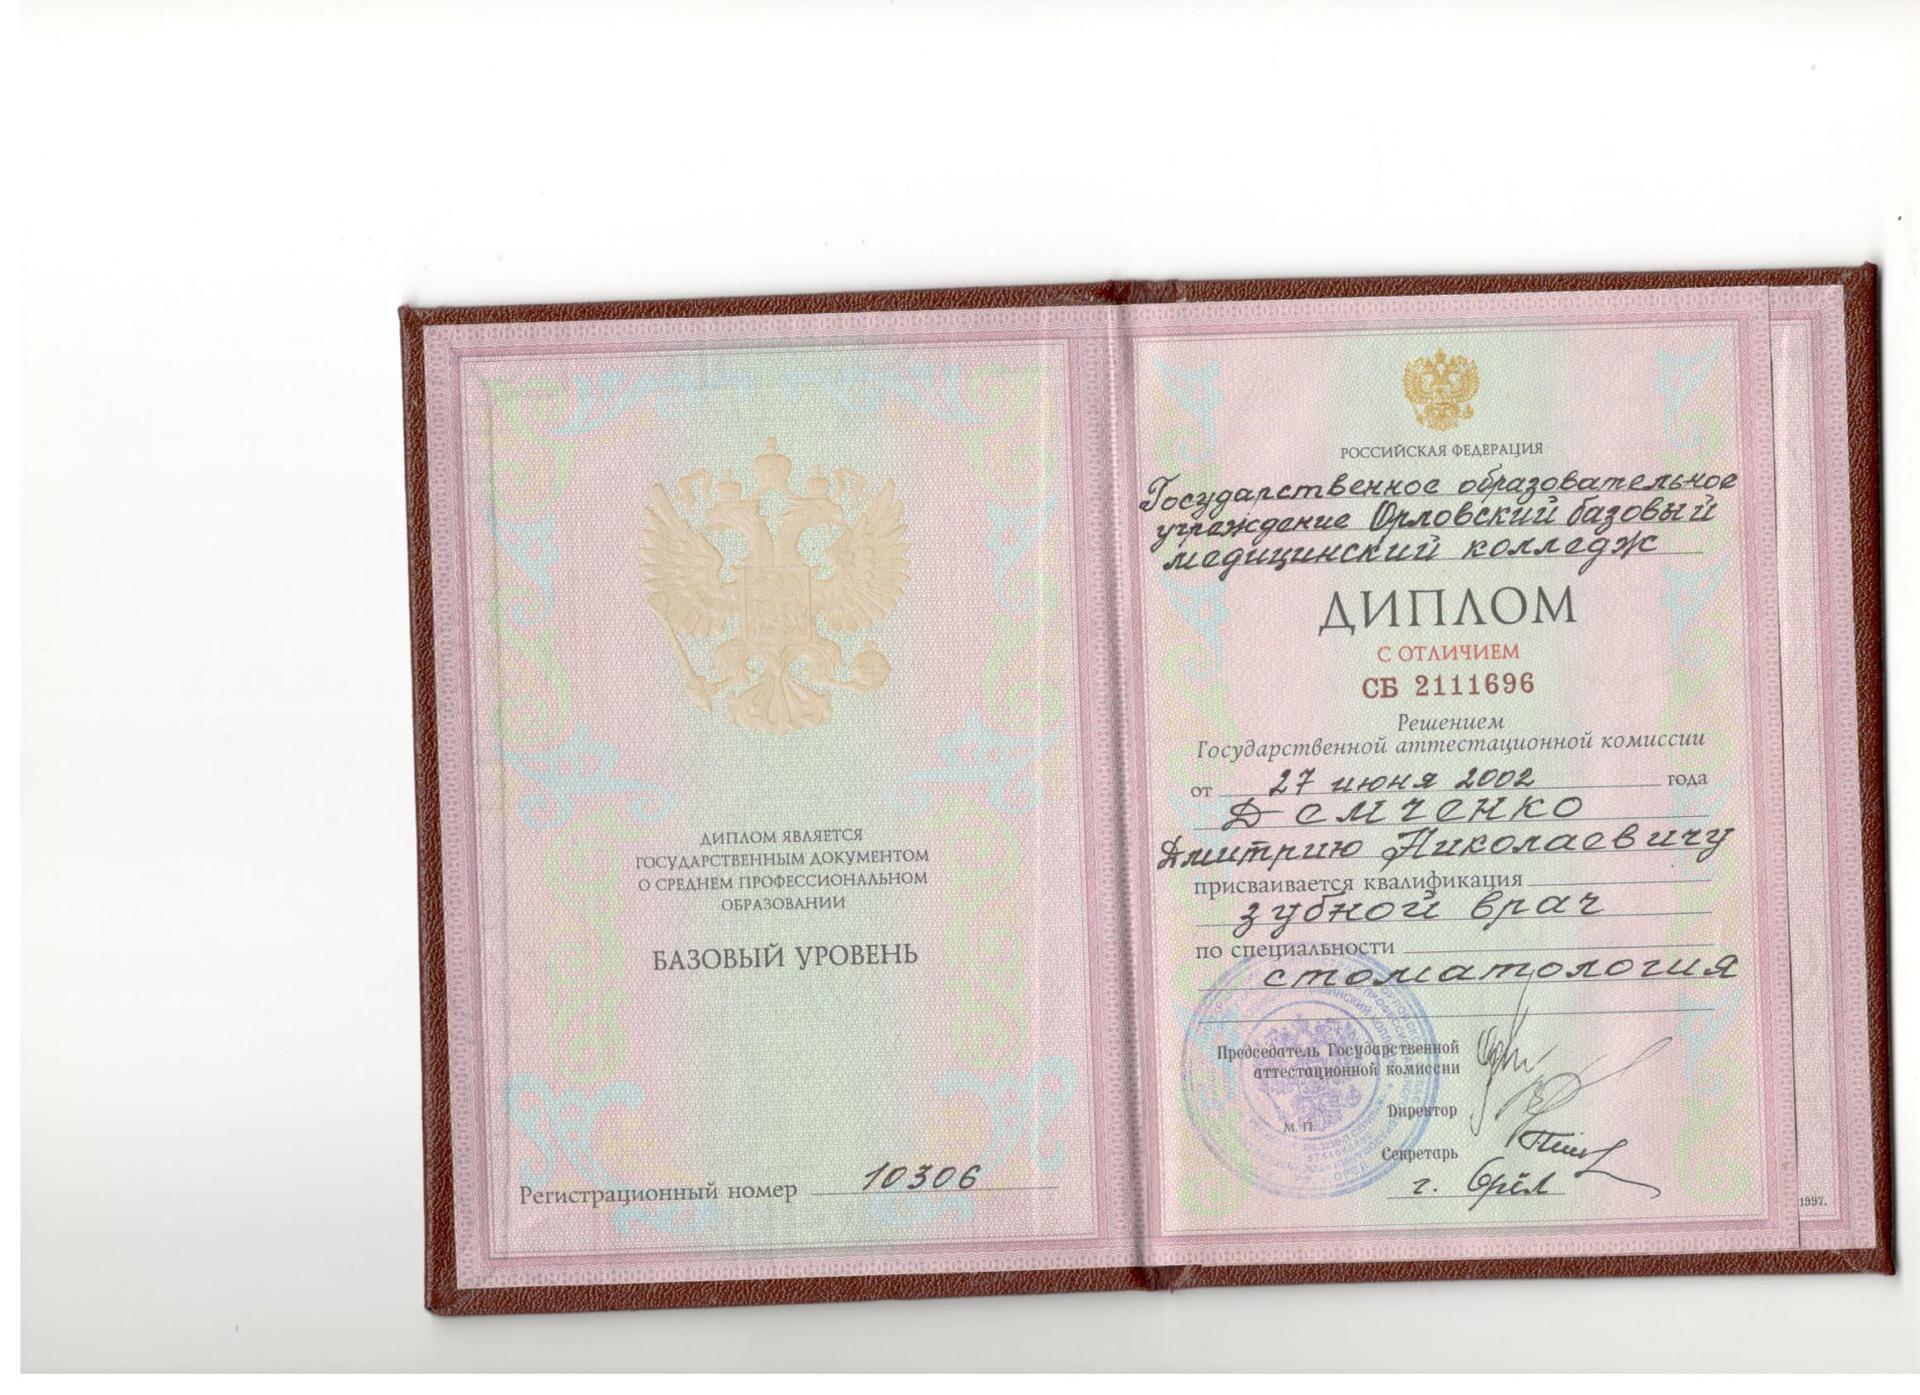 ДИПЛОМ ЯВЛЯЕТСЯ
ГОСУДАРСТВЕННЫМ ДОКУМЕНТОМ
О СРЕДНЕМ ПРОФЕССИОНАЛЬНОМ
ОБРАЗОВАНИИ
БАЗОВЫЙ УРОВЕНЬ
Регистрационный номер 10306
РОССИЙСКАЯ ФЕДЕРАЦИЯ
Государственное образовательное
учреждение Орловский базовый
медицинский колледж
ДИПЛОМ
С ОТЛИЧИЕМ
СБ 2111696
Решением
Государственной аттестационной комиссии
от 27 июня 2002 года
Демченко
Дмитрию Николаевичу
присваивается квалификация
зубной врач
по специальности
стоматология
Председатель Государственной
аттестационной комиссии
Директор
М. П.
Секретарь
г. Орёл
1997.